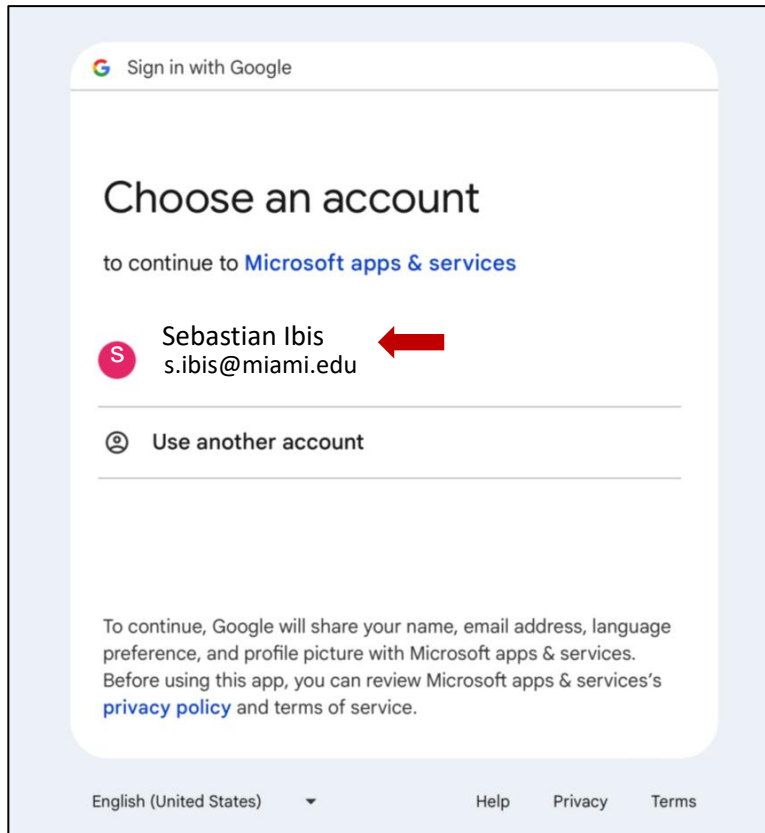 Sign in with Google
Choose an account
to continue to Microsoft apps & services
S
Sebastian Ibis
s.ibis@miami.edu
Use another account
To continue, Google will share your name, email address, language
preference, and profile picture with Microsoft apps & services.
Before using this app, you can review Microsoft apps & services's
privacy policy and terms of service.
English (United States) Help Privacy Terms